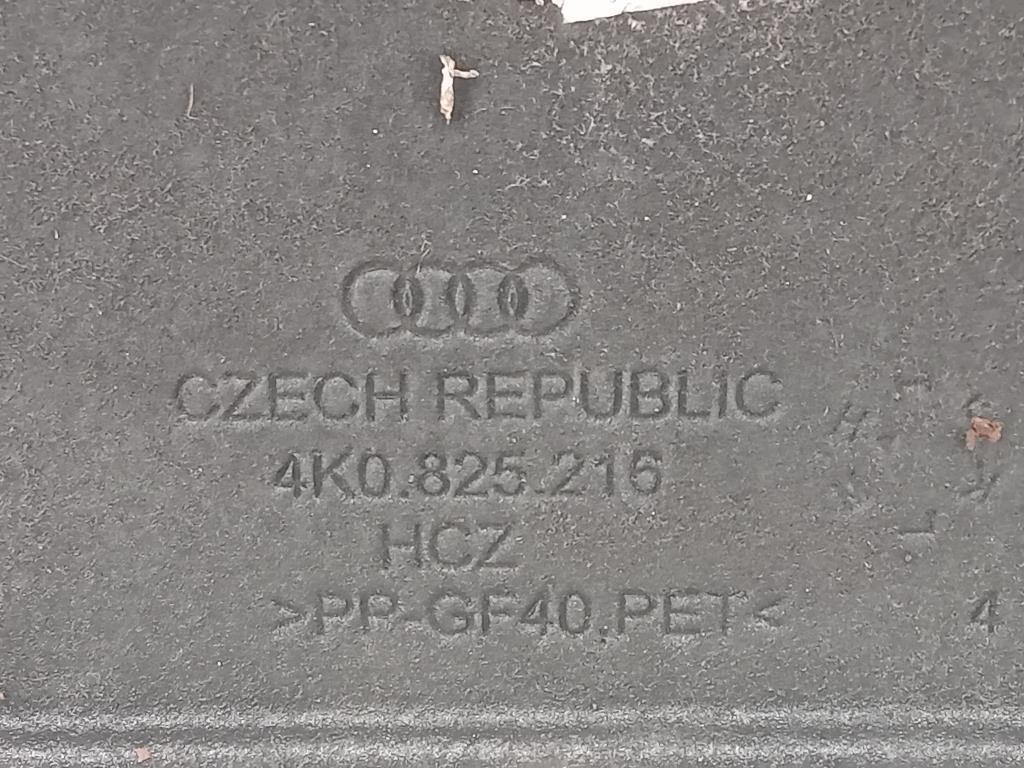 CZECH REPUBLIC
4K0.825.216
HCZ
>PP-GF40,PET<
4